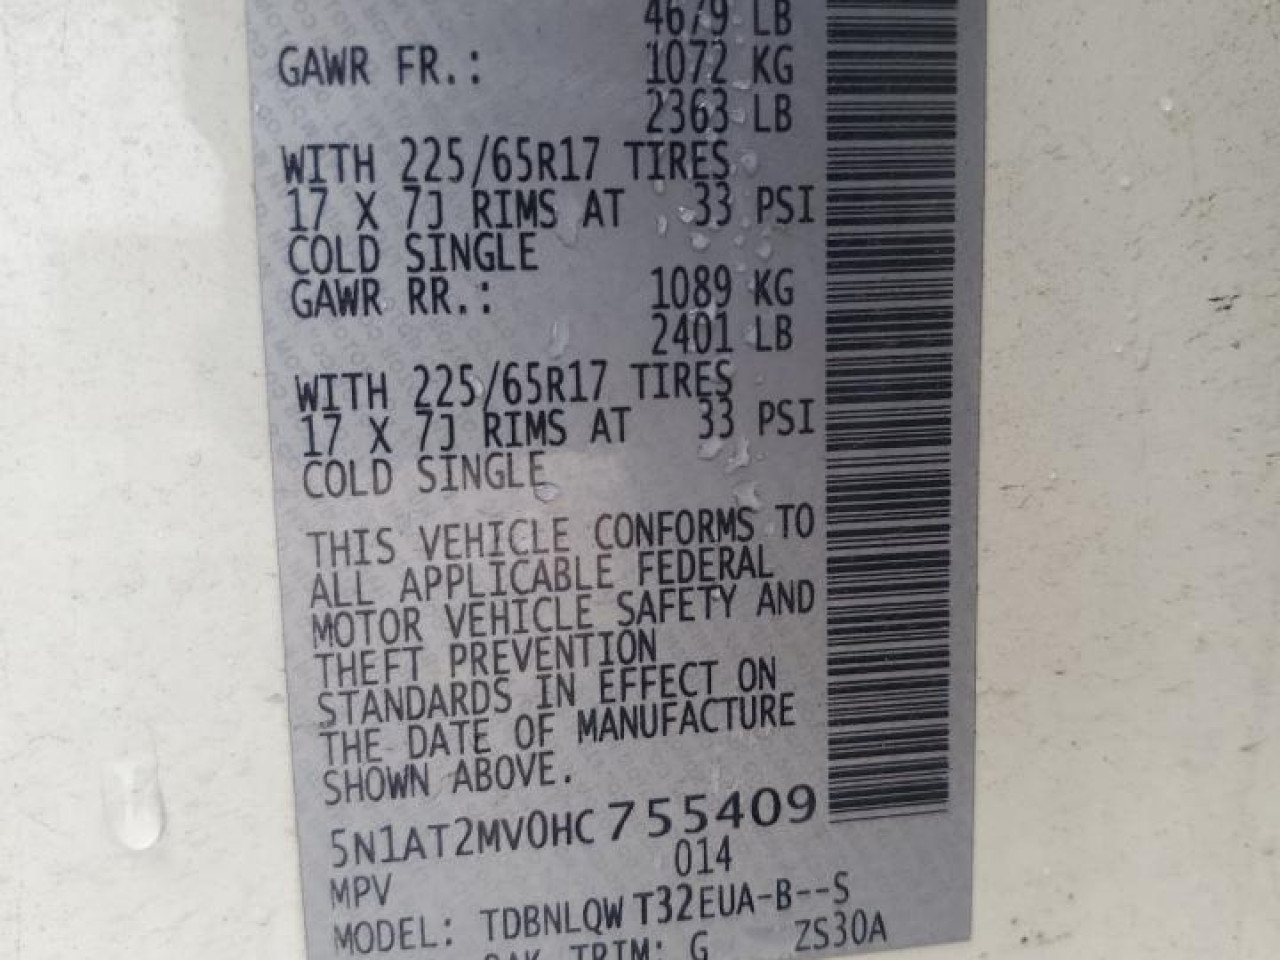 4679 LB
GAWR FR.: 1072 KG
2363 LB
WITH 225/65R17 TIRES
17 X 7J RIMS AT 33 PSI
COLD SINGLE
GAWR RR.: 1089 KG
2401 LB
WITH 225/65R17 TIRES
17 X 7J RIMS AT 33 PSI
COLD SINGLE
THIS VEHICLE CONFORMS TO
ALL APPLICABLE FEDERAL
MOTOR VEHICLE SAFETY AND
THEFT PREVENTION
STANDARDS IN EFFECT ON
THE DATE OF MANUFACTURE
SHOWN ABOVE.
5N1AT2MV0HC755409
014
MPV
MODEL: TDBNLQW T32EUA-B--S
TRIM: G ZS30A